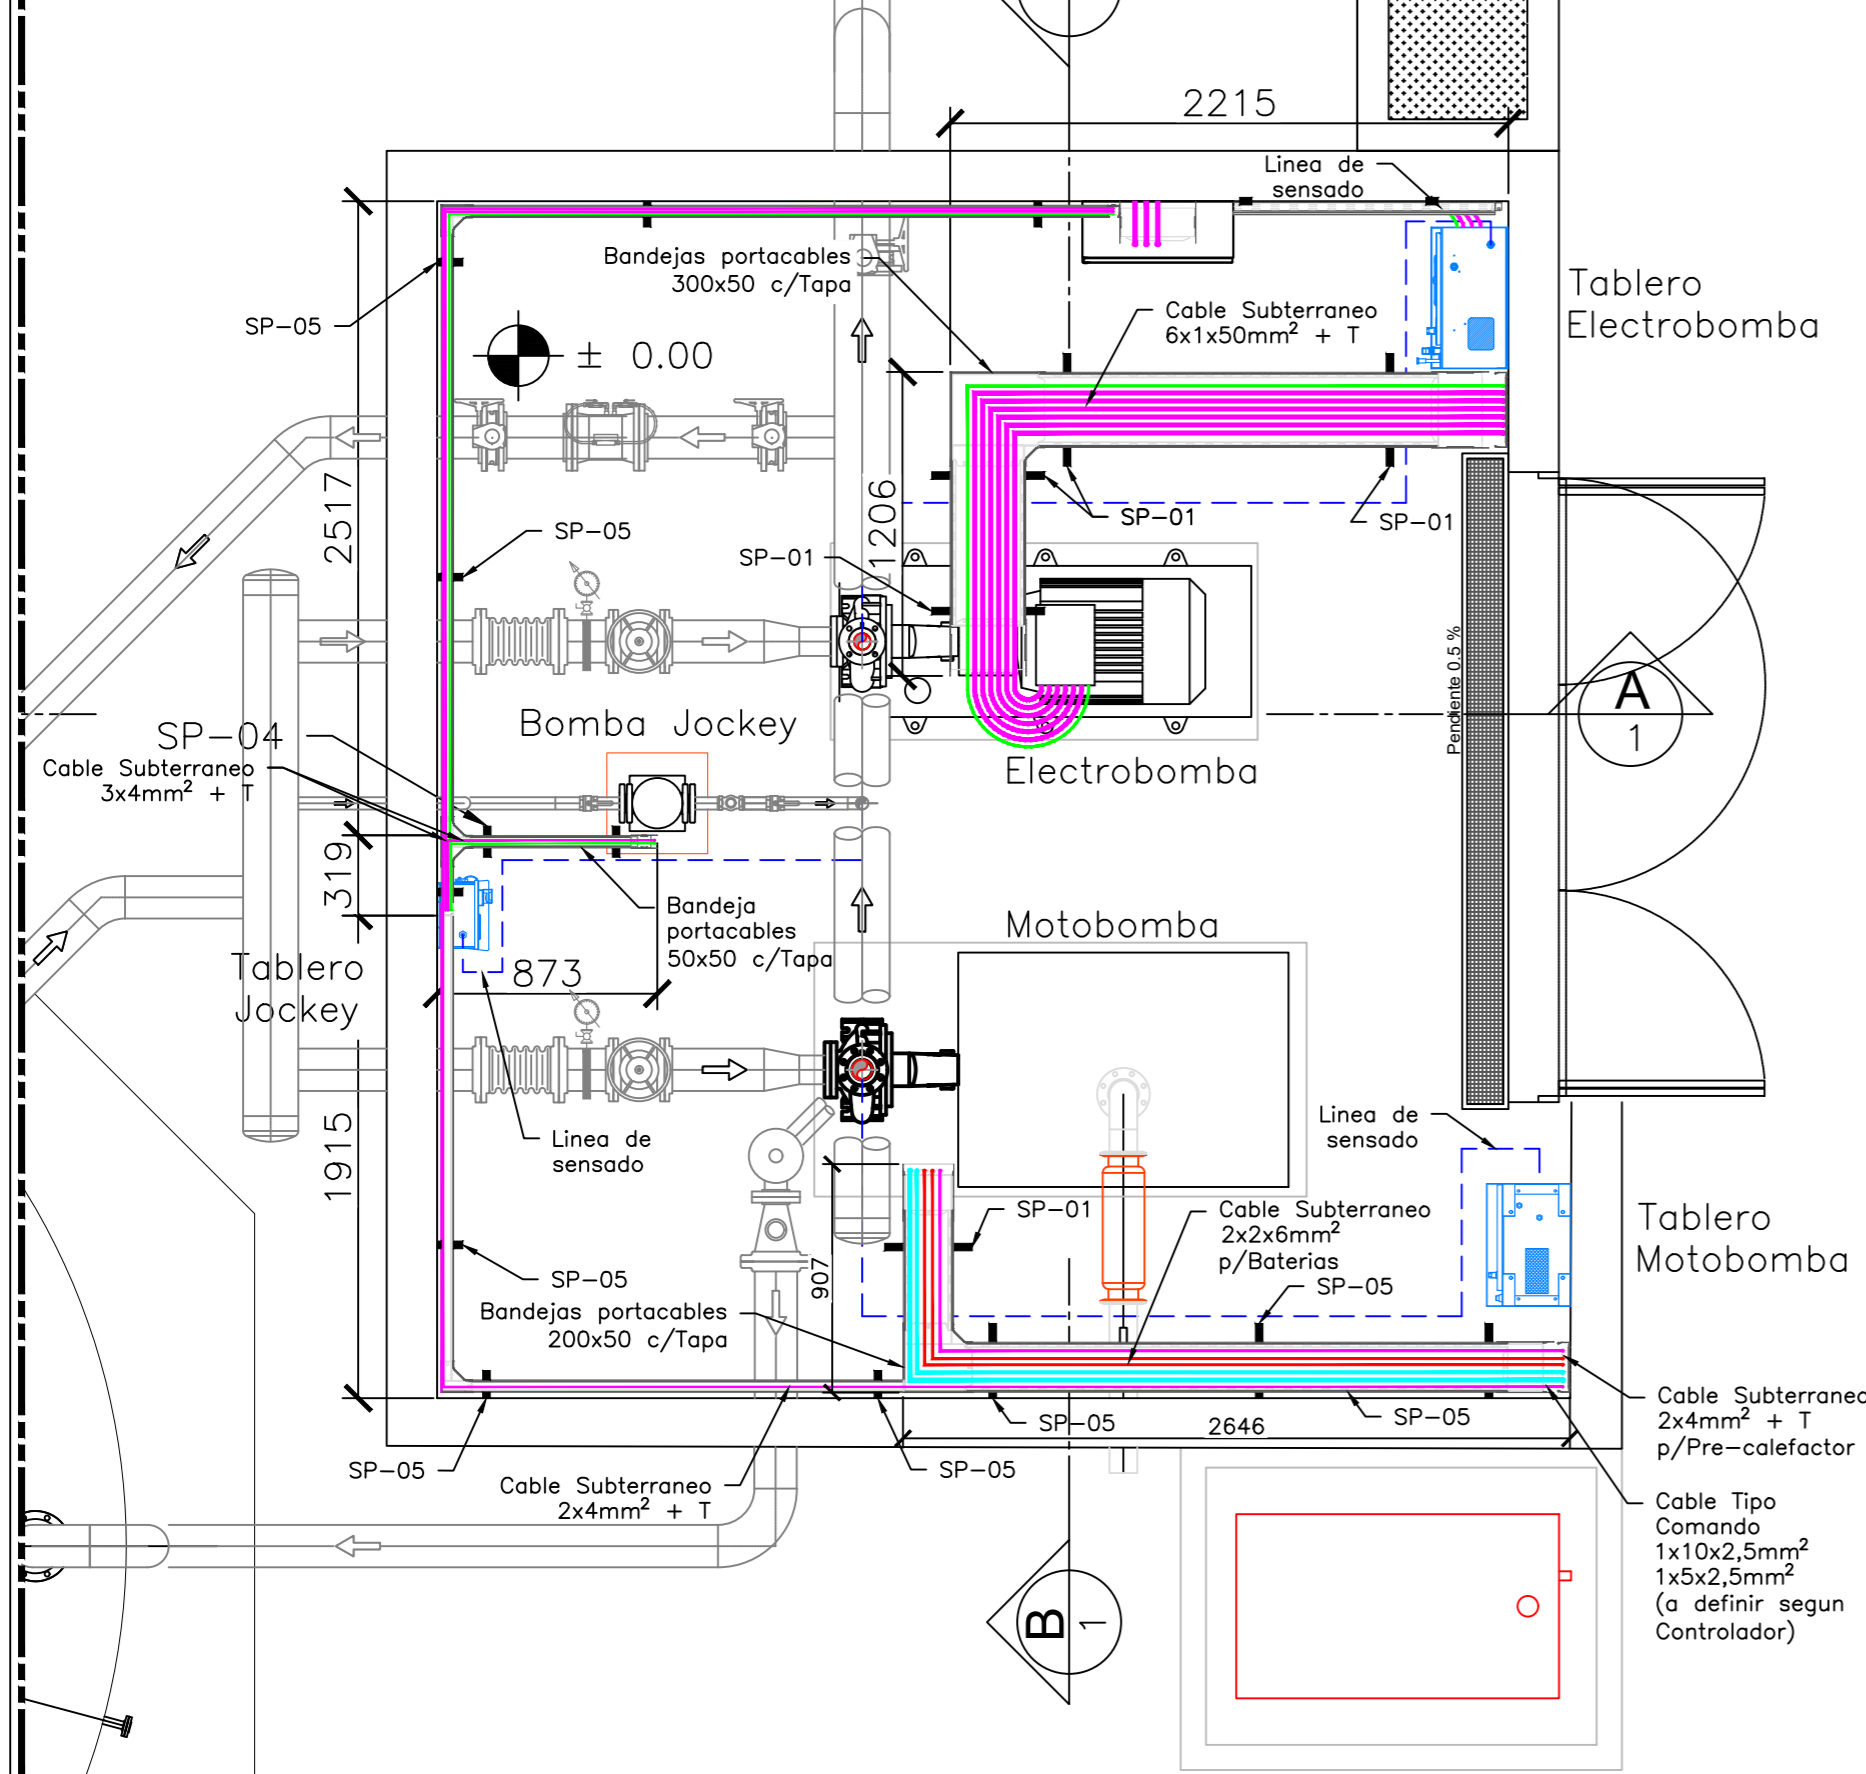 2215
Linea de
sensado
Bandejas portacables
300x50 c/Tapa
Cable Subterraneo
6x1x50mm² + T
Tablero
Electrobomba
SP-05
± 0.00
2517
1206
SP-05
SP-01
SP-01
SP-01
Pendiente 0.5 %
A
1
SP-04
Bomba Jockey
Cable Subterraneo
3x4mm² + T
Electrobomba
319
Bandeja
portacables
50x50 c/Tapa
Motobomba
Tablero
Jockey
873
1915
Linea de
sensado
Linea de
sensado
SP-01
Cable Subterraneo
2x2x6mm²
p/Baterias
Tablero
Motobomba
SP-05
907
SP-05
Bandejas portacables
200x50 c/Tapa
SP-05
SP-05
2646
Cable Subterraneo
2x4mm² + T
p/Pre-calefactor
SP-05
SP-05
Cable Subterraneo
2x4mm² + T
Cable Tipo
Comando
1x10x2,5mm²
1x5x2,5mm²
(a definir segun
Controlador)
B
1